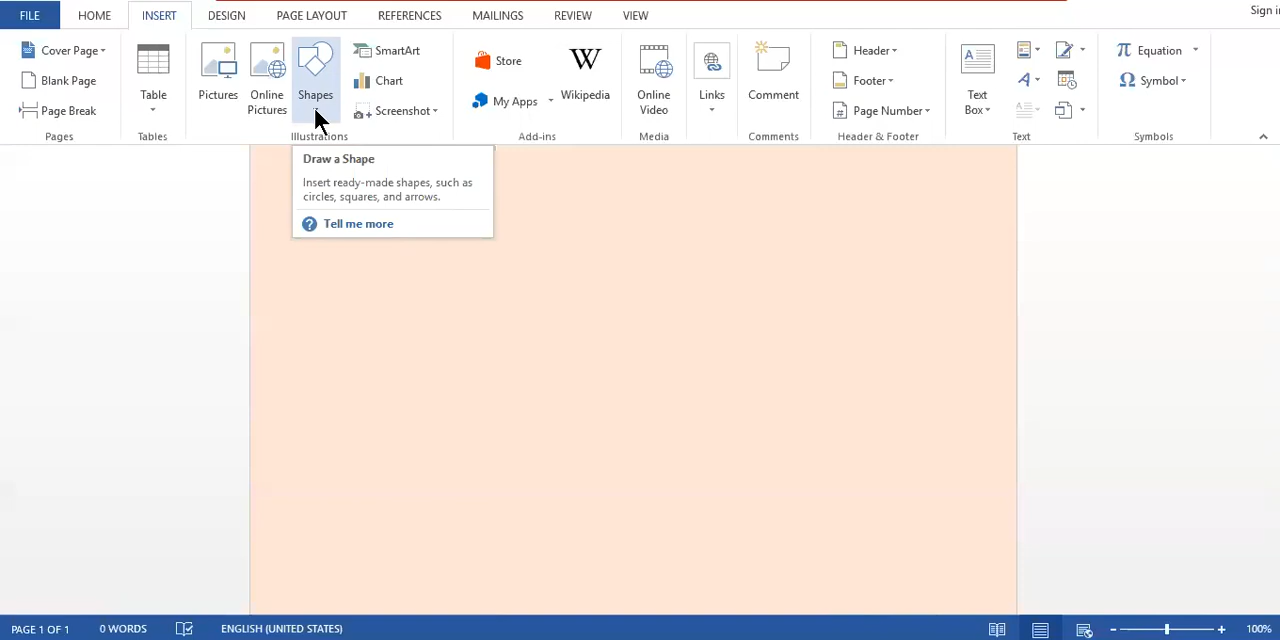 FILE HOME INSERT DESIGN PAGE LAYOUT REFERENCES MAILINGS REVIEW VIEW Sign
Cover Page
Blank Page
Page Break
Pages
Table
Tables
Pictures
Online
Pictures
Shapes
SmartArt
Chart
Screenshot
Illustrations
Store
My Apps
W
Wikipedia
Add-ins
Online
Video
Media
Links
Comment
Comments
Header
Footer
Page Number
Header & Footer
Text
Box
Text
π Equation
Ω Symbol
Symbols
Draw a Shape
Insert ready-made shapes, such as
circles, squares, and arrows.
? Tell me more
PAGE 1 OF 1 0 WORDS ENGLISH (UNITED STATES) 100%